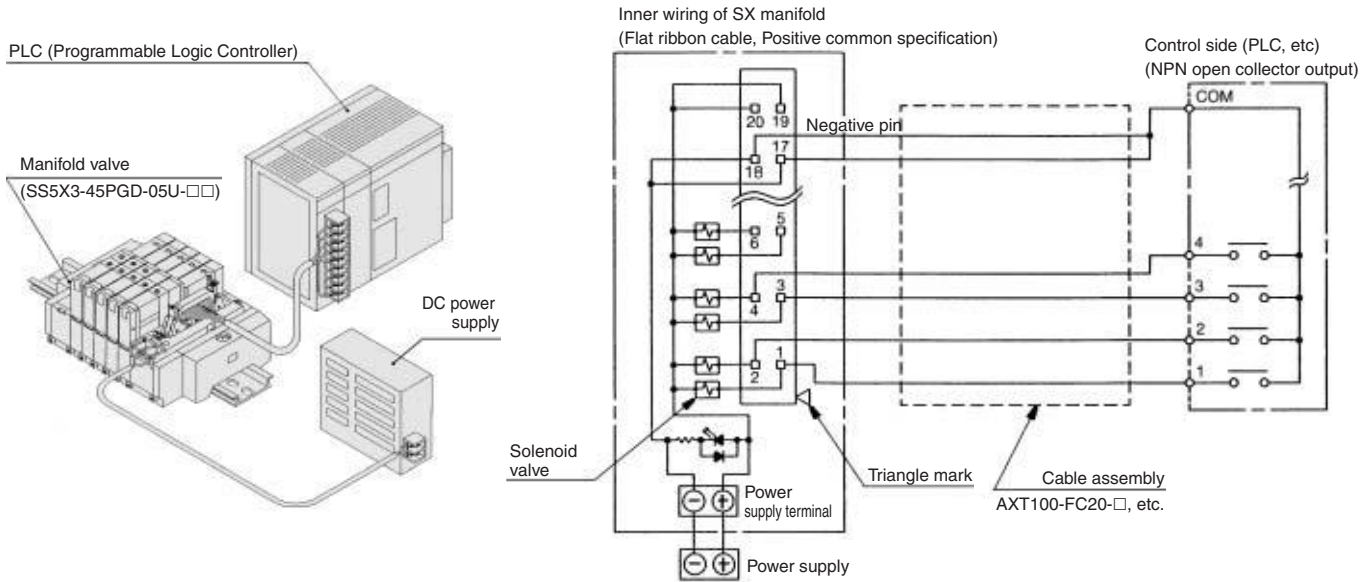 PLC (Programmable Logic Controller)
Manifold valve
(SS5X3-45PGD-05U-□□)
DC power
supply
Inner wiring of SX manifold
(Flat ribbon cable, Positive common specification)
Control side (PLC, etc)
(NPN open collector output)
COM
20 19
Negative pin
17
18
5
6
4
3
4
3
2
1
2
1
Solenoid
valve
Triangle mark
Cable assembly
AXT100-FC20-□, etc.
Power
supply terminal
− +
− +
Power supply